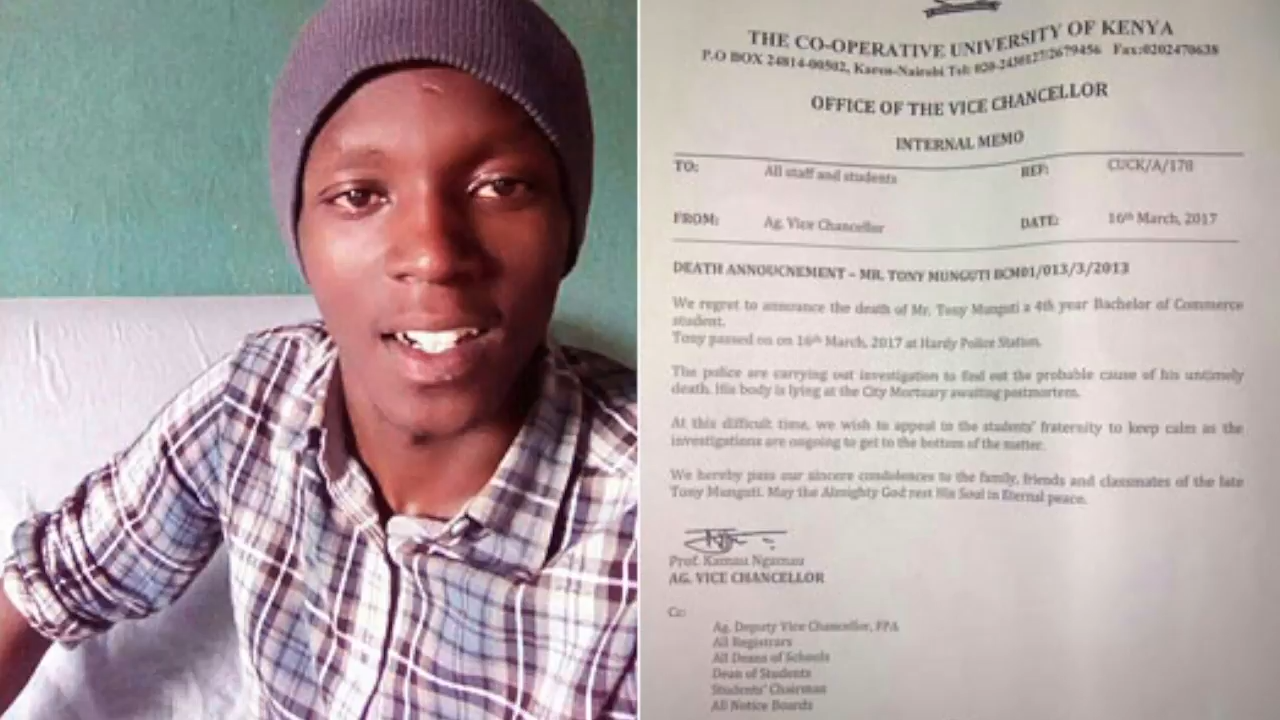 THE CO-OPERATIVE UNIVERSITY OF KENYA
P.O BOX 24814-00502, Karen-Nairobi Tel: 020-2430127/2679456 Fax:0202470638
OFFICE OF THE VICE CHANCELLOR
INTERNAL MEMO
TO: All staff and students REF: CUCK/A/178
FROM: Ag. Vice Chancellor DATE: 16th March, 2017
DEATH ANNOUCNEMENT – MR. TONY MUNGUTI BCM01/013/3/2013
We regret to announce the death of Mr. Tony Munguti a 4th year Bachelor of Commerce
student.
Tony passed on on 16th March, 2017 at Hardy Police Station.
The police are carrying out investigation to find out the probable cause of his untimely
death. His body is lying at the City Mortuary awaiting postmortem.
At this difficult time, we wish to appeal to the students' fraternity to keep calm as the
investigations are ongoing to get to the bottom of the matter.
We hereby pass our sincere condolences to the family, friends and classmates of the late
Tony Munguti. May the Almighty God rest His Soul in Eternal peace.
Prof. Kamau Ngamau
AG. VICE CHANCELLOR
Cc:
Ag. Deputy Vice Chancellor, FPA
All Registrars
All Deans of Schools
Dean of Students
Students' Chairman
All Notice Boards